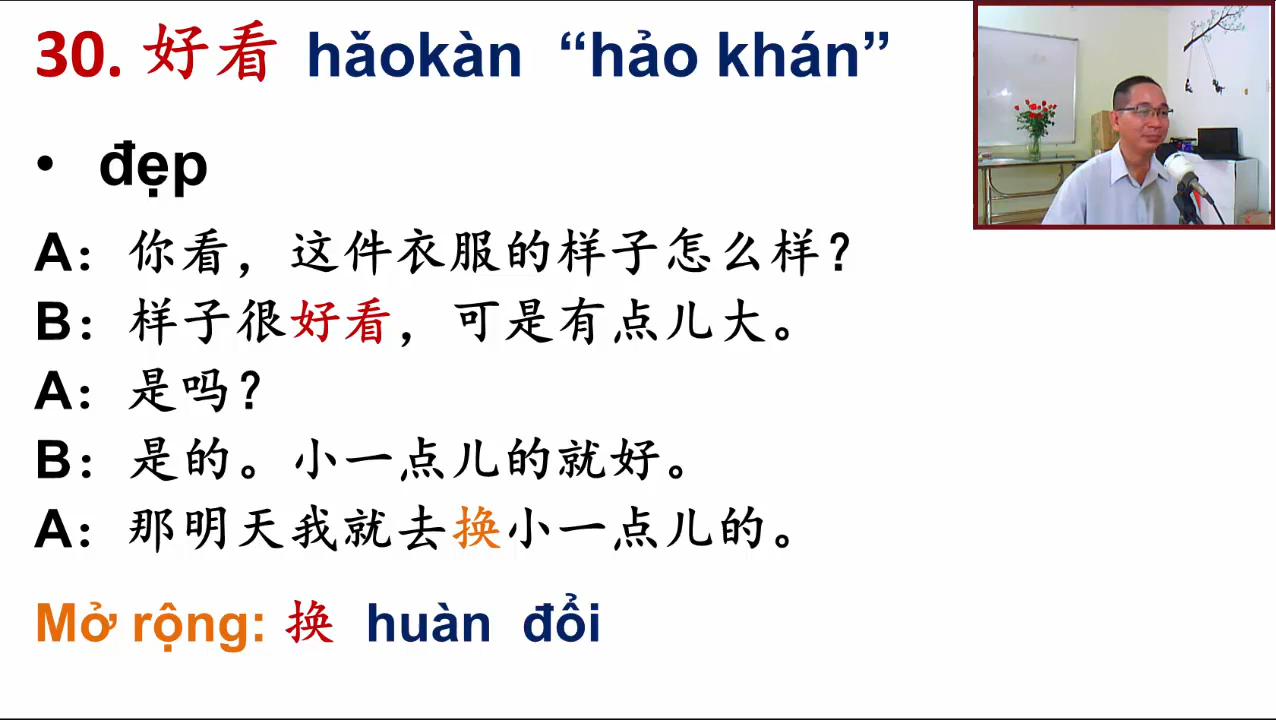 30. 好看 hǎokàn “hảo khán”
• đẹp
A：你看，这件衣服的样子怎么样？
B：样子很好看，可是有点儿大。
A：是吗？
B：是的。小一点儿的就好。
A：那明天我就去换小一点儿的。
Mở rộng: 换 huàn đổi